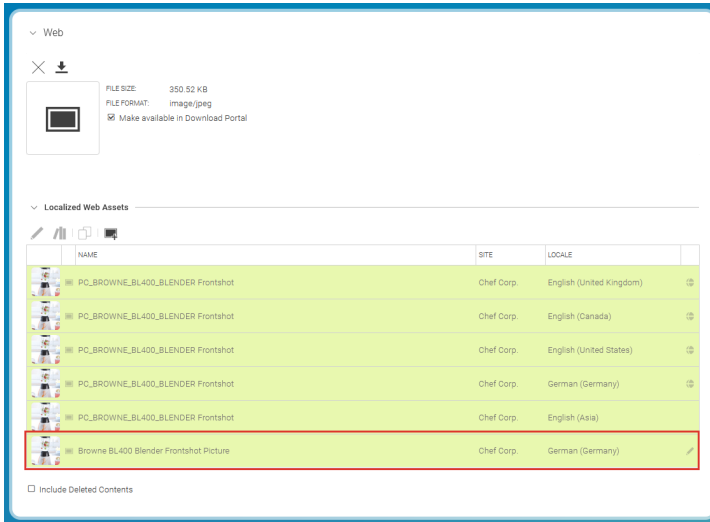 Web
FILE SIZE: 350.52 KB
FILE FORMAT: image/jpeg
Make available in Download Portal
Localized Web Assets
NAME SITE LOCALE
PC_BROWNE_BL400_BLENDER Frontshot Chef Corp. English (United Kingdom)
PC_BROWNE_BL400_BLENDER Frontshot Chef Corp. English (Canada)
PC_BROWNE_BL400_BLENDER Frontshot Chef Corp. English (United States)
PC_BROWNE_BL400_BLENDER Frontshot Chef Corp. German (Germany)
PC_BROWNE_BL400_BLENDER Frontshot Chef Corp. English (Asia)
Browne BL400 Blender Frontshot Picture Chef Corp. German (Germany)
Include Deleted Contents